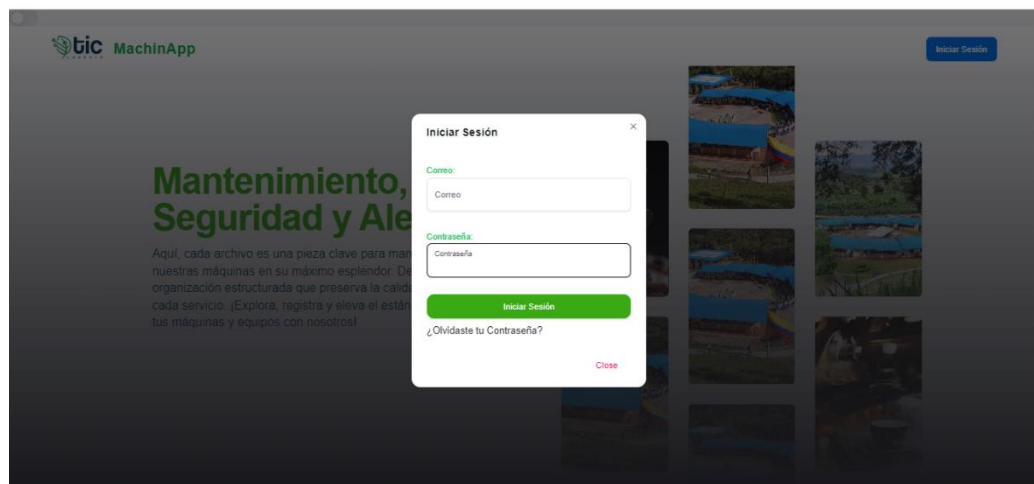 tic MachinApp
Iniciar Sesión
Mantenimiento,
Seguridad y Ale
Aquí, cada archivo es una pieza clave para man
nuestras máquinas en su máximo esplendor. De
organización estructurada que preserva la calid
cada servicio. ¡Explora, registra y eleva el están
tus máquinas y equipos con nosotros!
Iniciar Sesión
×
Correo:
Correo
Contraseña:
Contraseña
Iniciar Sesión
¿Olvidaste tu Contraseña?
Close